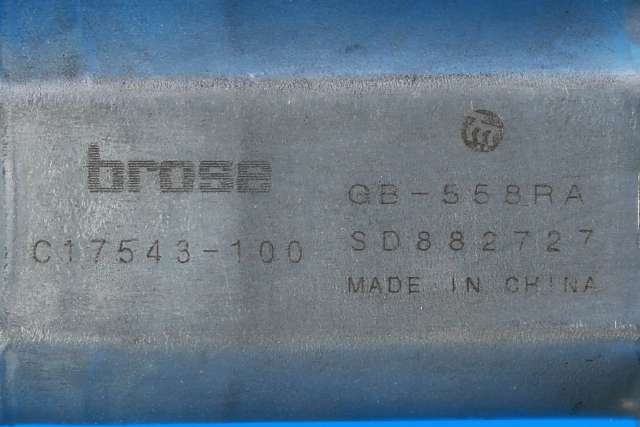 brose
C17543-100
GB-558RA
SD882727
MADE IN CHINA